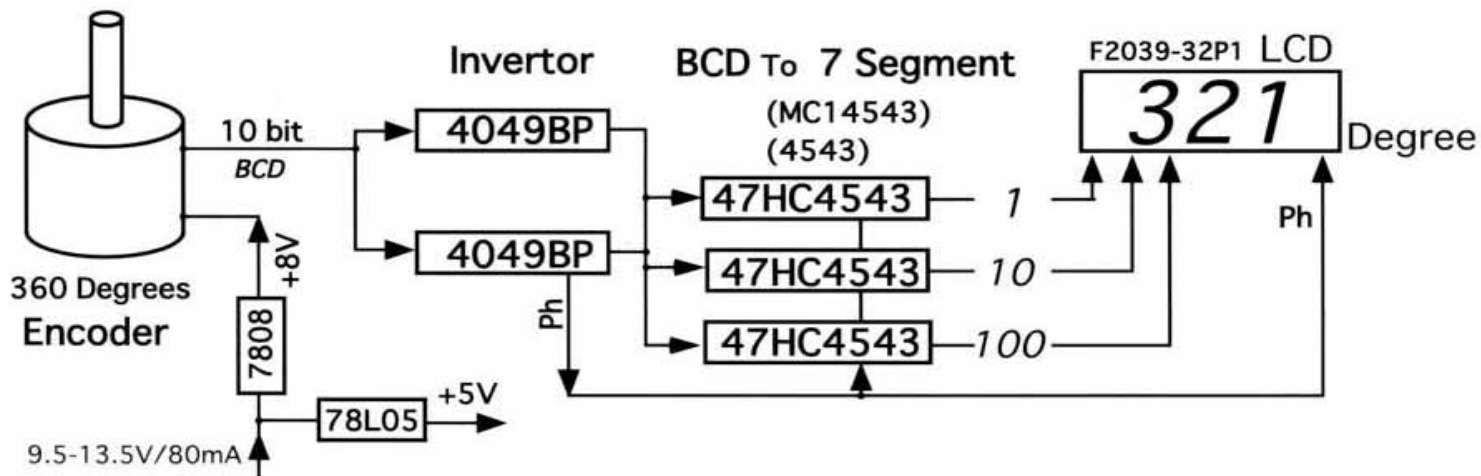 Invertor
BCD To 7 Segment
(MC14543)
(4543)
F2039-32P1 LCD
321
Degree
10 bit
BCD
4049BP
4049BP
47HC4543
47HC4543
47HC4543
1
10
100
Ph
Ph
360 Degrees
Encoder
+8V
7808
78L05
+5V
9.5-13.5V/80mA